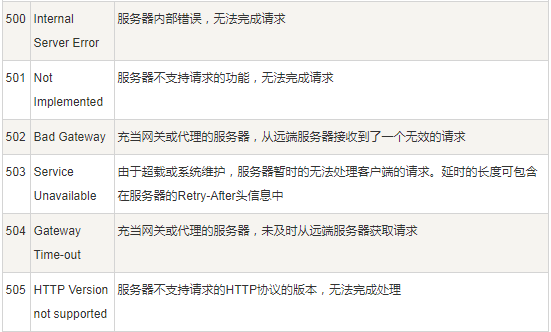 500 Internal Server Error 服务器内部错误，无法完成请求
501 Not Implemented 服务器不支持请求的功能，无法完成请求
502 Bad Gateway 充当网关或代理的服务器，从远端服务器接收到了一个无效的请求
503 Service Unavailable 由于超载或系统维护，服务器暂时的无法处理客户端的请求。延时的长度可包含在服务器的Retry-After头信息中
504 Gateway Time-out 充当网关或代理的服务器，未及时从远端服务器获取请求
505 HTTP Version not supported 服务器不支持请求的HTTP协议的版本，无法完成处理